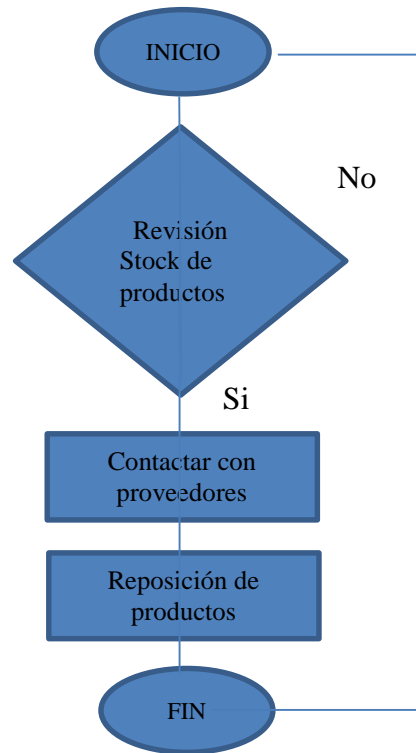 INICIO
No
Revisión
Stock de
productos
Si
Contactar con
proveedores
Reposición de
productos
FIN